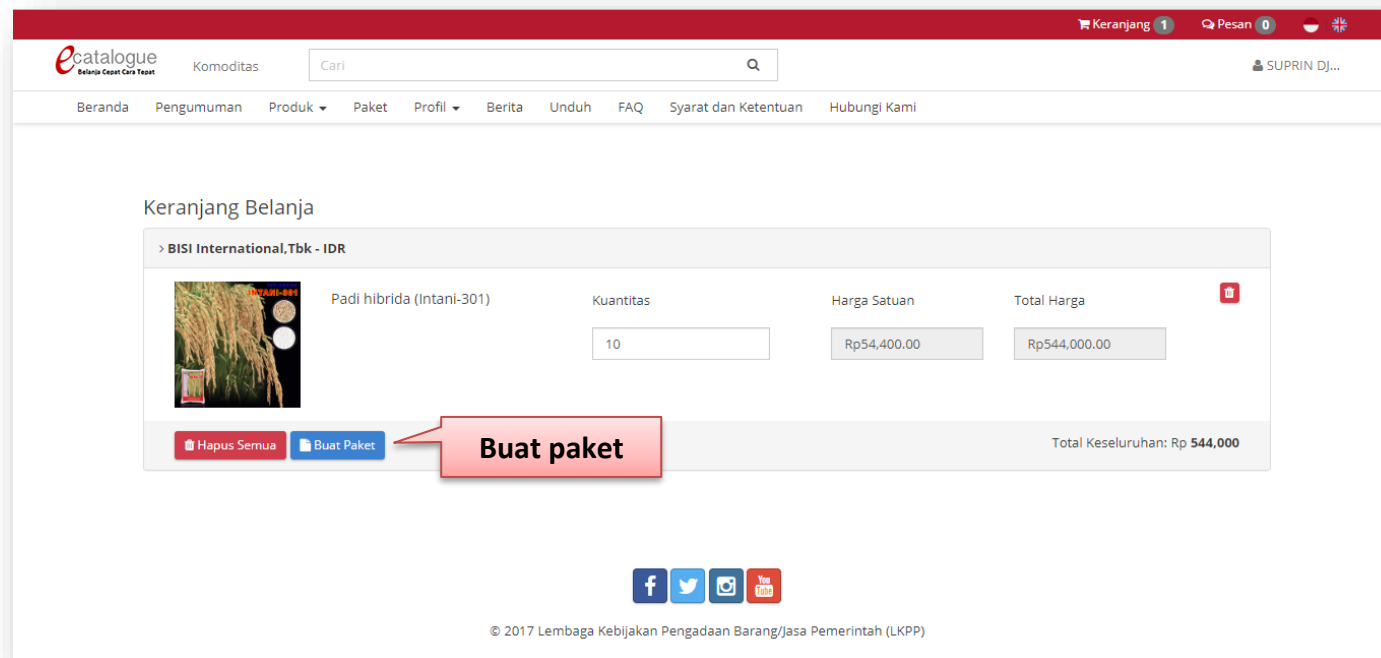 Keranjang 1 Pesan 0
ecatalogue
Belanja Cepat Cara Tepat
Komoditas
Cari
SUPRIN DJ...
Beranda Pengumuman Produk Paket Profil Berita Unduh FAQ Syarat dan Ketentuan Hubungi Kami
Keranjang Belanja
> BISI International,Tbk - IDR
INTANI-301
Padi hibrida (Intani-301)
Kuantitas
Harga Satuan
Total Harga
10
Rp54,400.00
Rp544,000.00
Hapus Semua
Buat Paket
Buat paket
Total Keseluruhan: Rp 544,000
f
You
Tube
© 2017 Lembaga Kebijakan Pengadaan Barang/Jasa Pemerintah (LKPP)